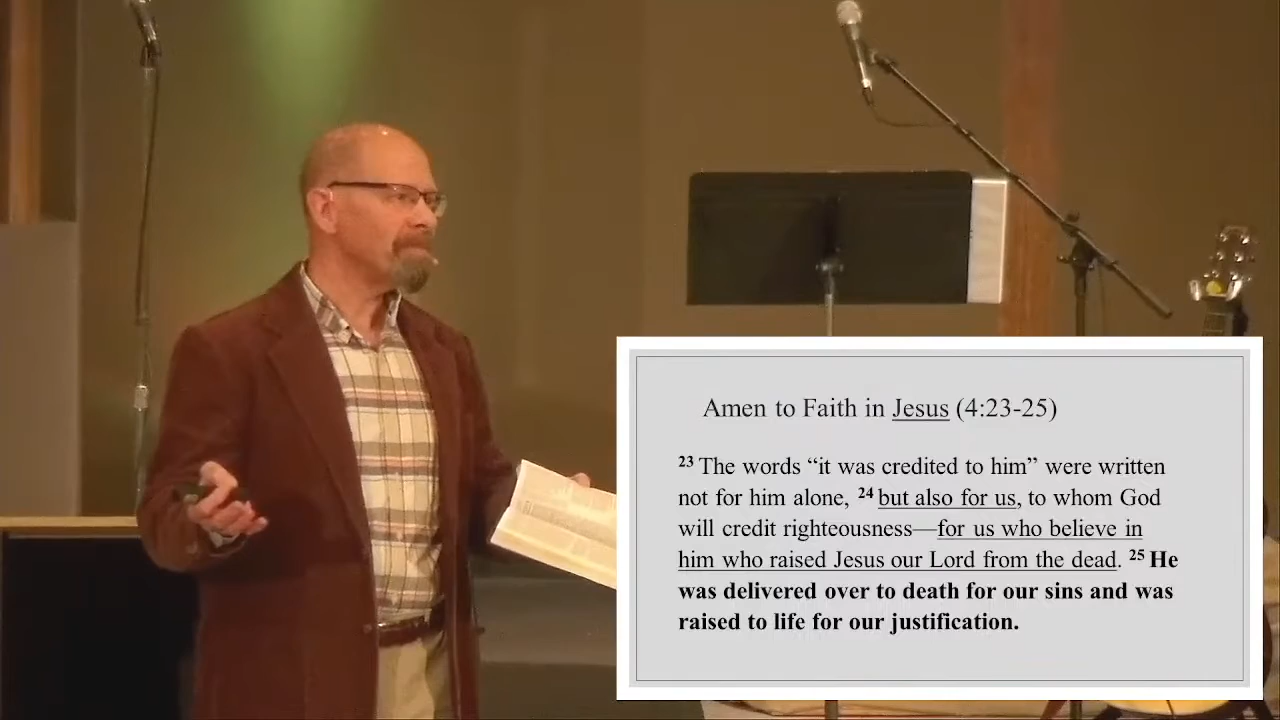 Amen to Faith in Jesus (4:23-25)
23 The words “it was credited to him” were written
not for him alone, 24 but also for us, to whom God
will credit righteousness—for us who believe in
him who raised Jesus our Lord from the dead. 25 He
was delivered over to death for our sins and was
raised to life for our justification.